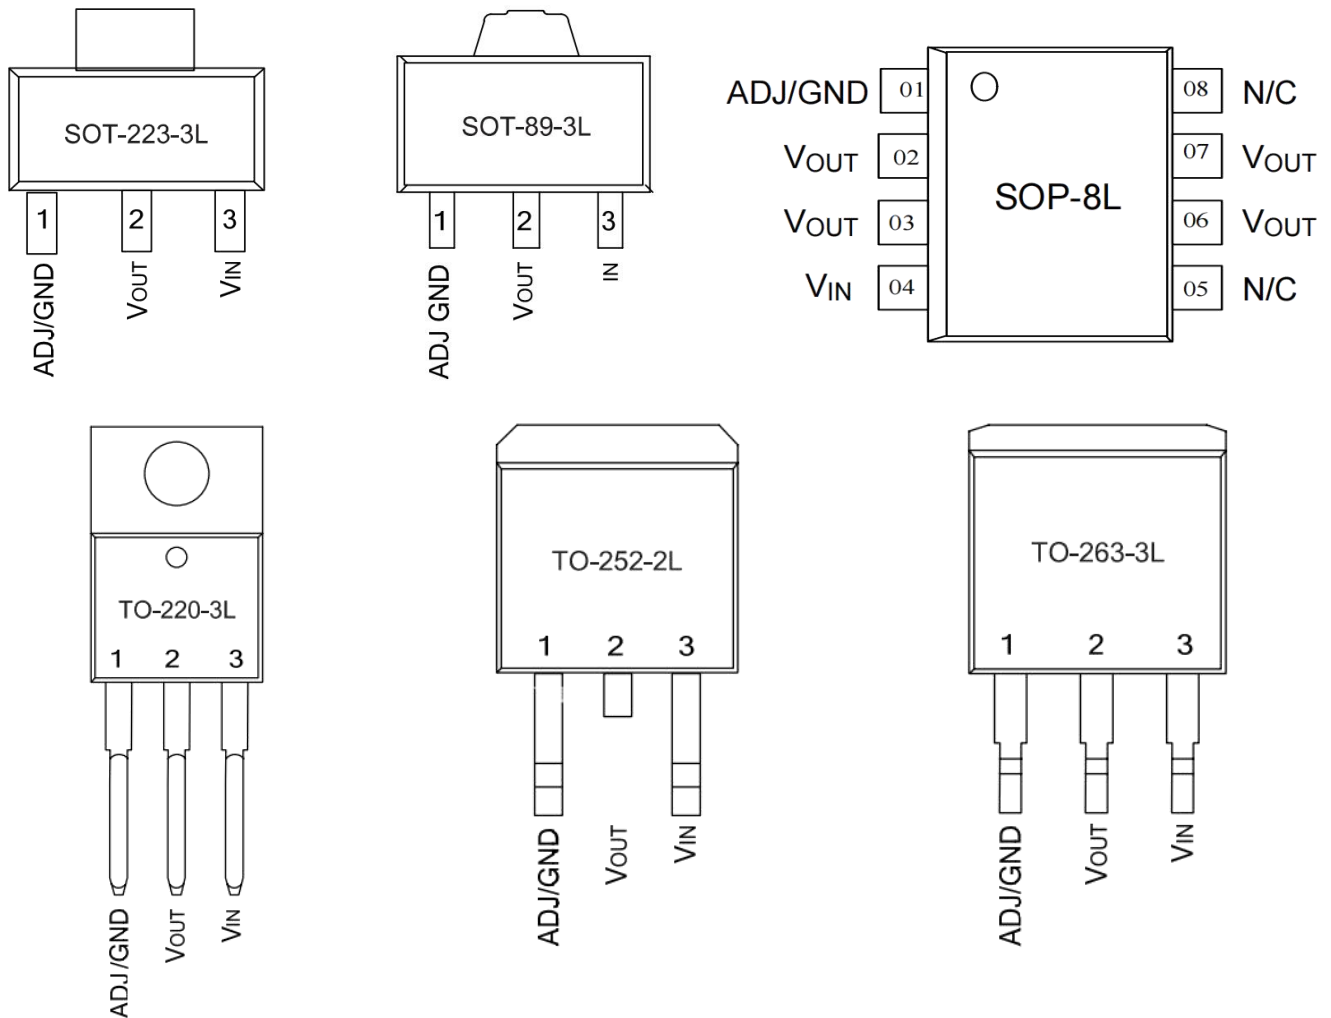 SOT-223-3L
1 2 3
ADJ/GND VOUT VIN
SOT-89-3L
1 2 3
ADJ GND VOUT IN
ADJ/GND 01 08 N/C
VOUT 02 07 VOUT
SOP-8L
VOUT 03 06 VOUT
VIN 04 05 N/C
TO-220-3L
1 2 3
ADJ/GND VOUT VIN
TO-252-2L
1 2 3
ADJ/GND VOUT VIN
TO-263-3L
1 2 3
ADJ/GND VOUT VIN